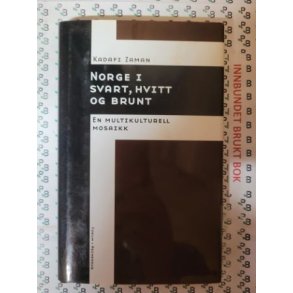 Kadafi Zaman
Norge i
svart, hvitt
og brunt
En multikulturell
mosaikk
INNBUNDET BRUKT BOK